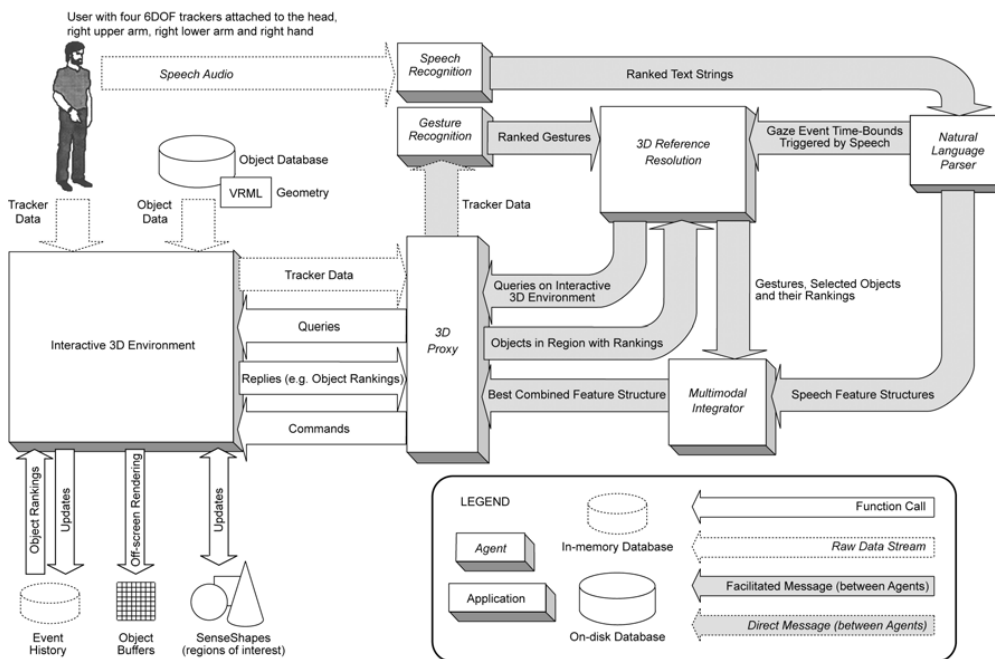 User with four 6DOF trackers attached to the head,
right upper arm, right lower arm and right hand
Speech Audio
Speech
Recognition
Ranked Text Strings
Gesture
Recognition
Ranked Gestures
3D Reference
Resolution
Gaze Event Time-Bounds
Triggered by Speech
Natural
Language
Parser
Object Database
VRML
Geometry
Tracker
Data
Object
Data
Tracker Data
Interactive 3D Environment
Tracker Data
Queries
Replies (e.g. Object Rankings)
Commands
3D
Proxy
Queries on Interactive
3D Environment
Objects in Region with Rankings
Best Combined Feature Structure
Gestures, Selected Objects
and their Rankings
Multimodal
Integrator
Speech Feature Structures
Object Rankings
Updates
Off-screen Rendering
Updates
Event
History
Object
Buffers
SenseShapes
(regions of interest)
LEGEND
Agent
Application
In-memory Database
On-disk Database
Function Call
Raw Data Stream
Facilitated Message (between Agents)
Direct Message (between Agents)